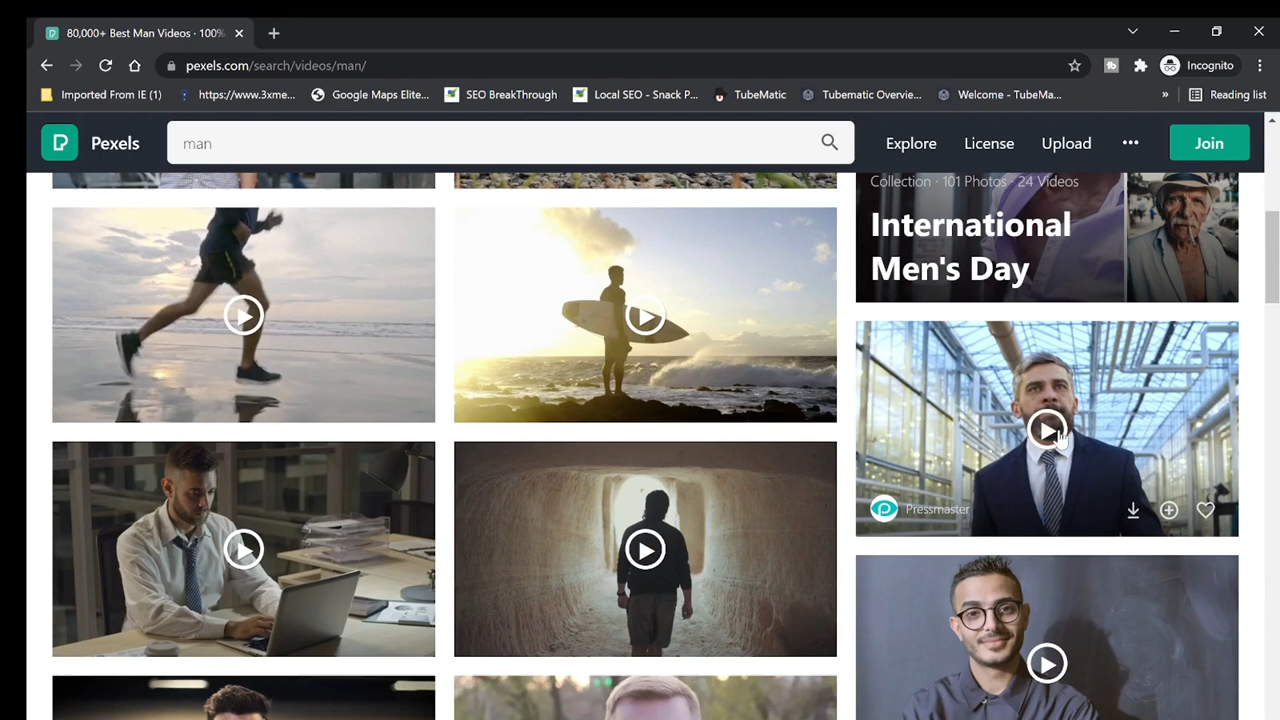 80,000+ Best Man Videos · 100%
pexels.com/search/videos/man/
Incognito
Imported From IE (1)
https://www.3xme...
Google Maps Elite...
SEO BreakThrough
Local SEO - Snack P...
TubeMatic
Tubematic Overvie...
Welcome - TubeMa...
»
Reading list
Pexels
man
Explore
License
Upload
Join
Collection · 101 Photos · 24 Videos
International
Men's Day
Pressmaster